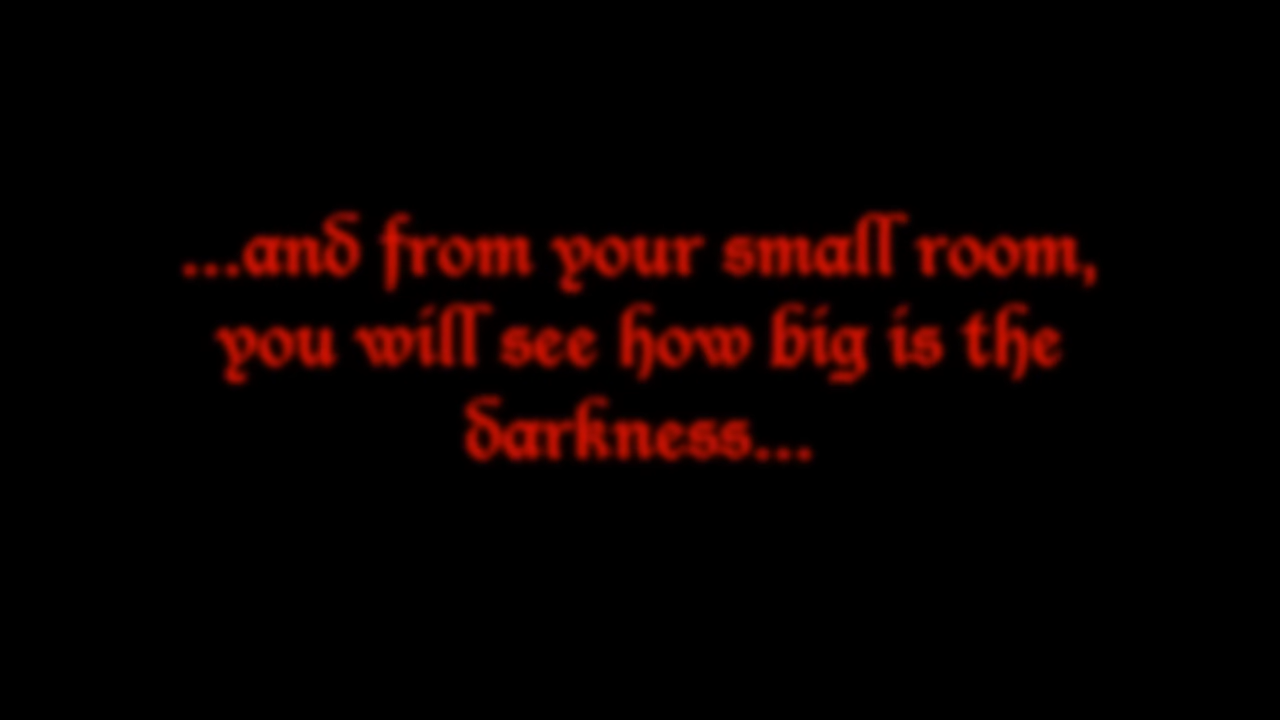 ...and from your small room,
you will see how big is the
darkness...